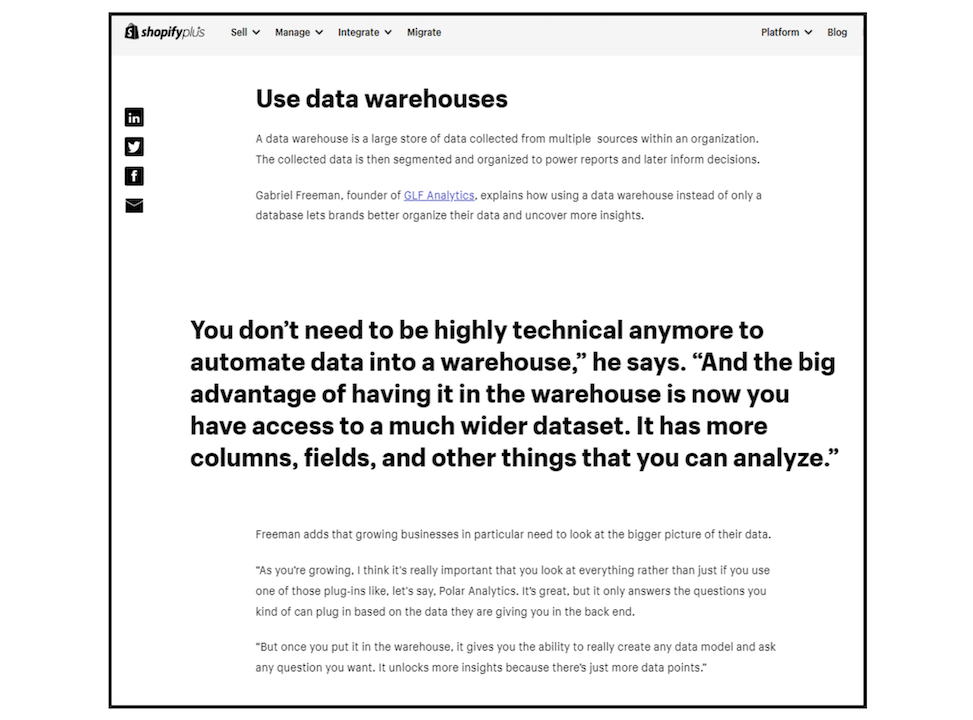 shopifyplus Sell Manage Integrate Migrate Platform Blog
Use data warehouses
A data warehouse is a large store of data collected from multiple sources within an organization.
The collected data is then segmented and organized to power reports and later inform decisions.
Gabriel Freeman, founder of GLF Analytics, explains how using a data warehouse instead of only a
database lets brands better organize their data and uncover more insights.
You don’t need to be highly technical anymore to
automate data into a warehouse,” he says. “And the big
advantage of having it in the warehouse is now you
have access to a much wider dataset. It has more
columns, fields, and other things that you can analyze.”
Freeman adds that growing businesses in particular need to look at the bigger picture of their data.
“As you’re growing, I think it’s really important that you look at everything rather than just if you use
one of those plug-ins like, let’s say, Polar Analytics. It’s great, but it only answers the questions you
kind of can plug in based on the data they are giving you in the back end.
“But once you put it in the warehouse, it gives you the ability to really create any data model and ask
any question you want. It unlocks more insights because there’s just more data points.”